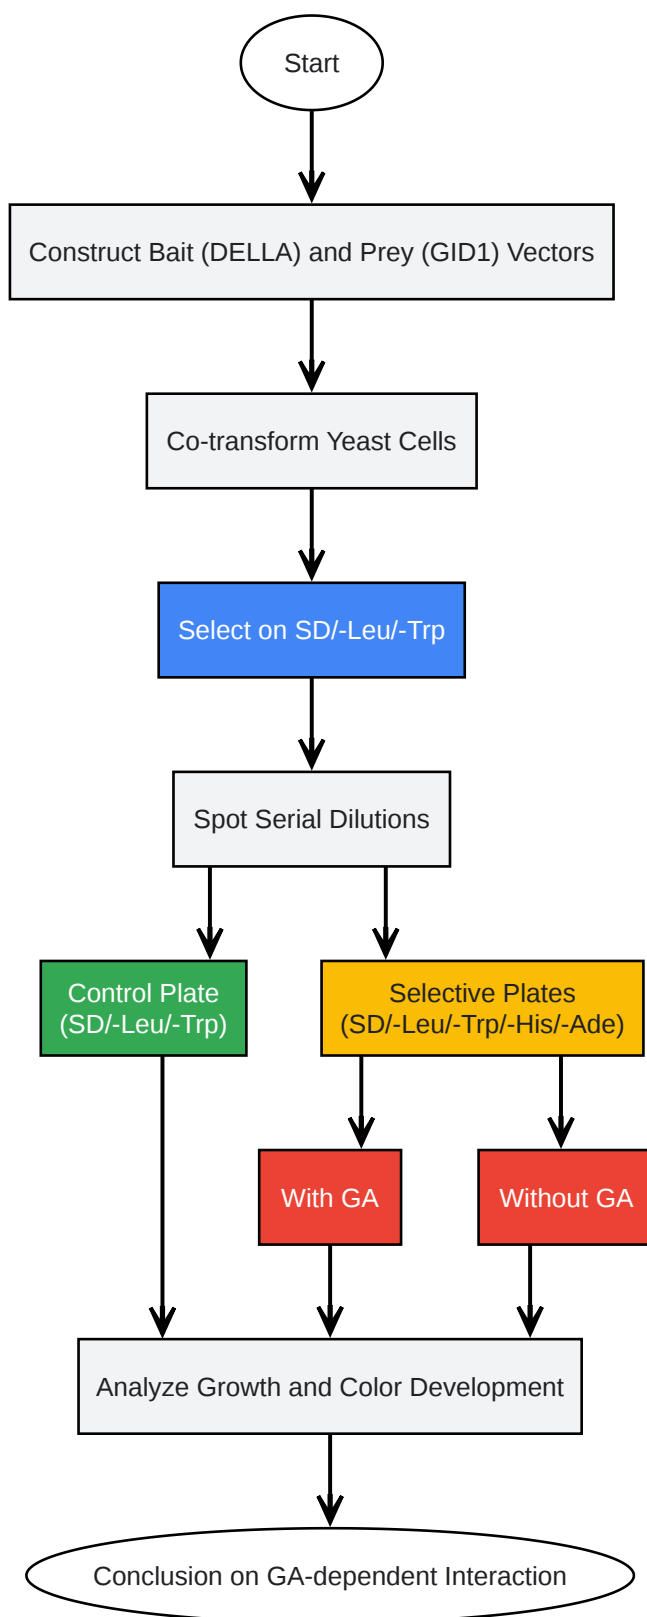 Start
Construct Bait (DELLA) and Prey (GID1) Vectors
Co-transform Yeast Cells
Select on SD/-Leu/-Trp
Spot Serial Dilutions
Control Plate
(SD/-Leu/-Trp)
Selective Plates
(SD/-Leu/-Trp/-His/-Ade)
With GA
Without GA
Analyze Growth and Color Development
Conclusion on GA-dependent Interaction